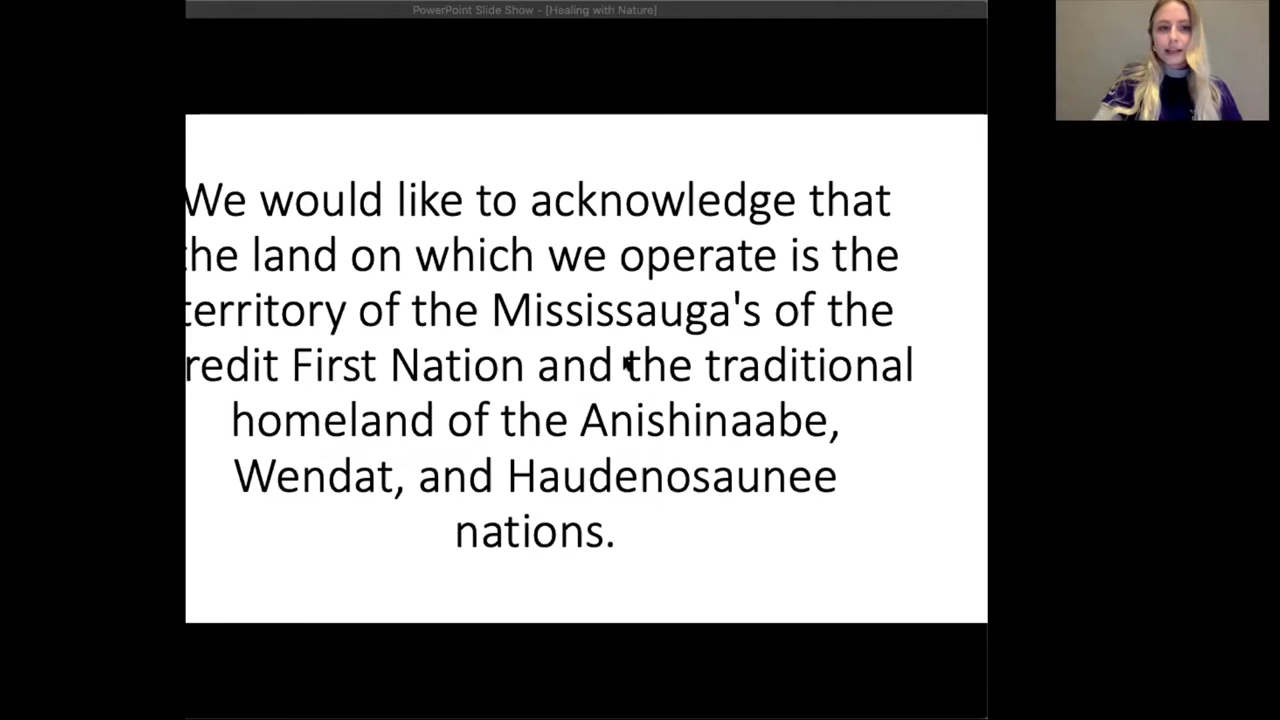 PowerPoint Slide Show - [Healing with Nature]
We would like to acknowledge that
the land on which we operate is the
territory of the Mississauga's of the
redit First Nation and the traditional
homeland of the Anishinaabe,
Wendat, and Haudenosaunee
nations.